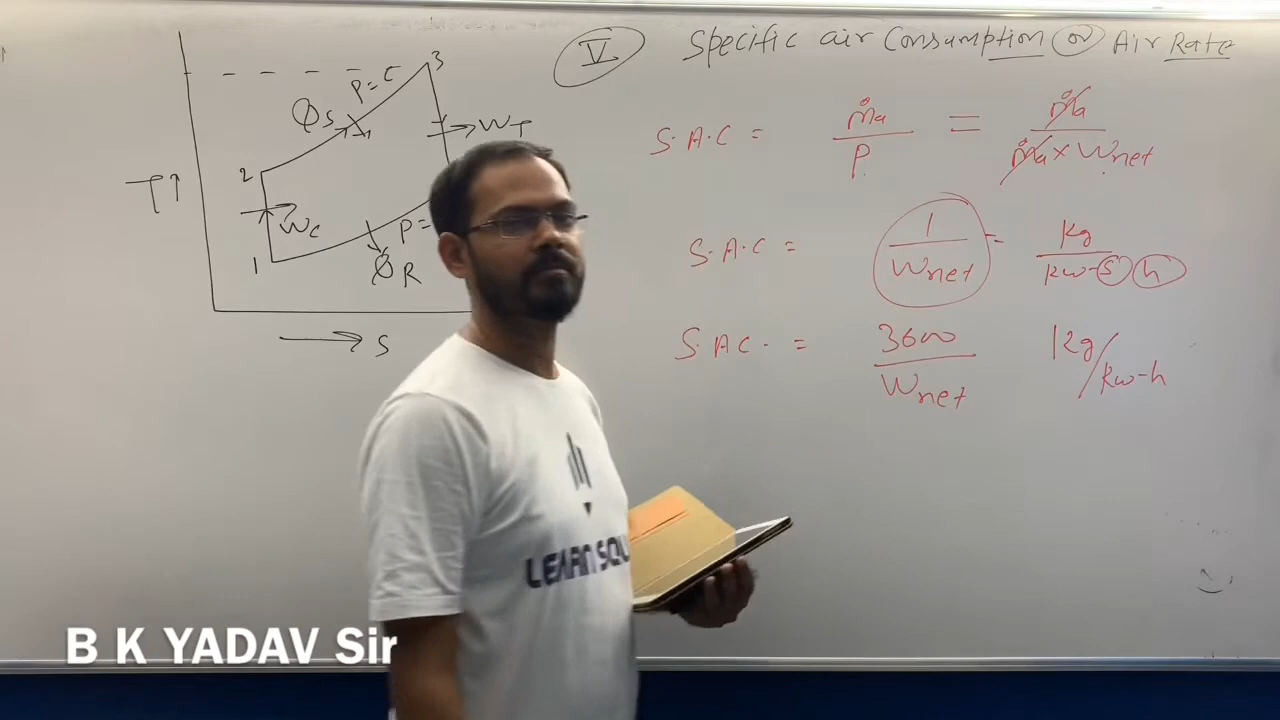 V. Specific air Consumption (or) Air Rate
S.A.C = ṁa / P = ṁa / ṁa × Wnet
S.A.C = 1 / Wnet = kg / kw-s h
S.A.C. = 3600 / Wnet kg/kw-h
3
P=C
QS
WT
2
T↑
WC
P=
1
QR
S
LEARN SQU
B K YADAV Sir